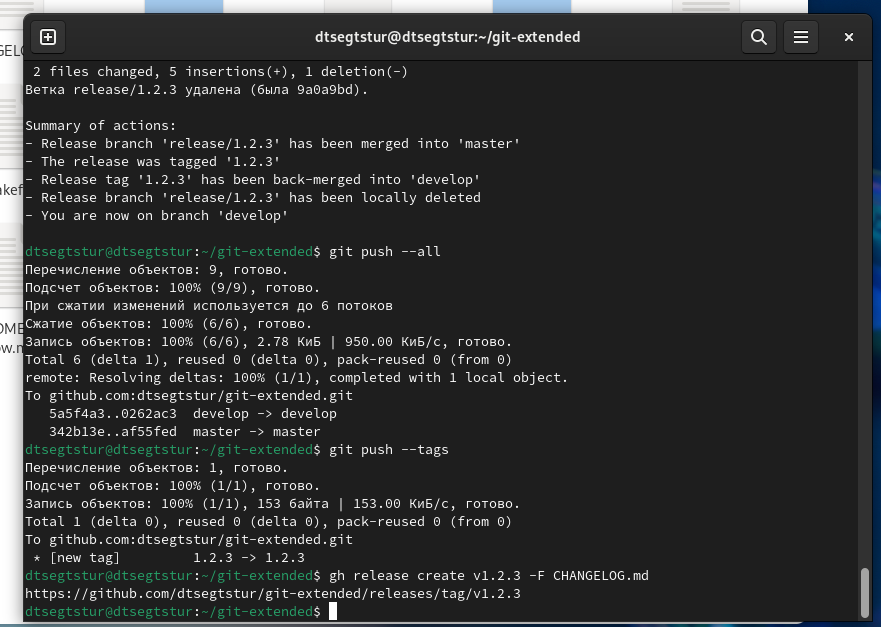 dtsegtstur@dtsegtstur:~/git-extended
2 files changed, 5 insertions(+), 1 deletion(-)
Ветка release/1.2.3 удалена (была 9a0a9bd).
Summary of actions:
- Release branch 'release/1.2.3' has been merged into 'master'
- The release was tagged '1.2.3'
- Release tag '1.2.3' has been back-merged into 'develop'
- Release branch 'release/1.2.3' has been locally deleted
- You are now on branch 'develop'
dtsegtstur@dtsegtstur:~/git-extended$ git push --all
Перечисление объектов: 9, готово.
Подсчет объектов: 100% (9/9), готово.
При сжатии изменений используется до 6 потоков
Сжатие объектов: 100% (6/6), готово.
Запись объектов: 100% (6/6), 2.78 КиБ | 950.00 КиБ/с, готово.
Total 6 (delta 1), reused 0 (delta 0), pack-reused 0 (from 0)
remote: Resolving deltas: 100% (1/1), completed with 1 local object.
To github.com:dtsegtstur/git-extended.git
5a5f4a3..0262ac3  develop -> develop
342b13e..af55fed  master -> master
dtsegtstur@dtsegtstur:~/git-extended$ git push --tags
Перечисление объектов: 1, готово.
Подсчет объектов: 100% (1/1), готово.
Запись объектов: 100% (1/1), 153 байта | 153.00 КиБ/с, готово.
Total 1 (delta 0), reused 0 (delta 0), pack-reused 0 (from 0)
To github.com:dtsegtstur/git-extended.git
* [new tag]         1.2.3 -> 1.2.3
dtsegtstur@dtsegtstur:~/git-extended$ gh release create v1.2.3 -F CHANGELOG.md
https://github.com/dtsegtstur/git-extended/releases/tag/v1.2.3
dtsegtstur@dtsegtstur:~/git-extended$